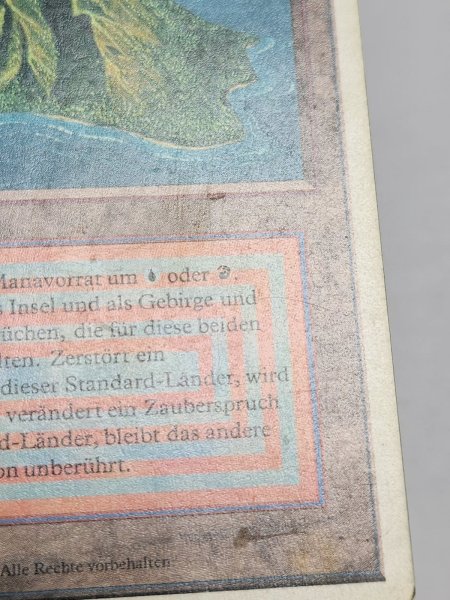 Manavorrat um oder .
Insel und als Gebirge und
üchen, die für diese beiden
lten. Zerstört ein
dieser Standard-Länder, wird
verändert ein Zauberspruch
d-Länder, bleibt das andere
on unberührt.
Alle Rechte vorbehalten